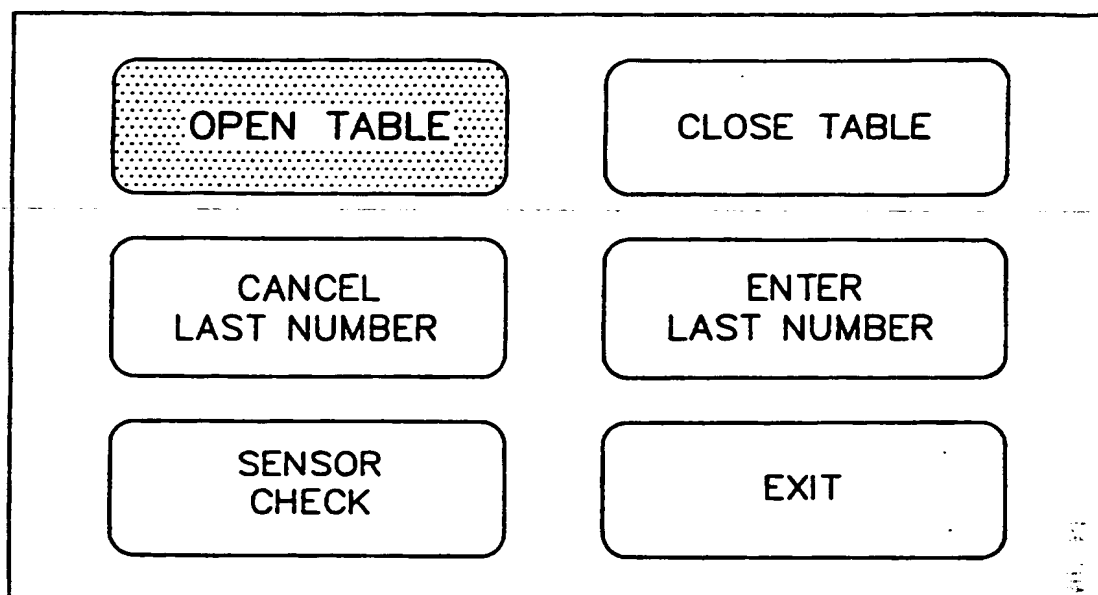 OPEN TABLE
CLOSE TABLE
CANCEL
LAST NUMBER
ENTER
LAST NUMBER
SENSOR
CHECK
EXIT